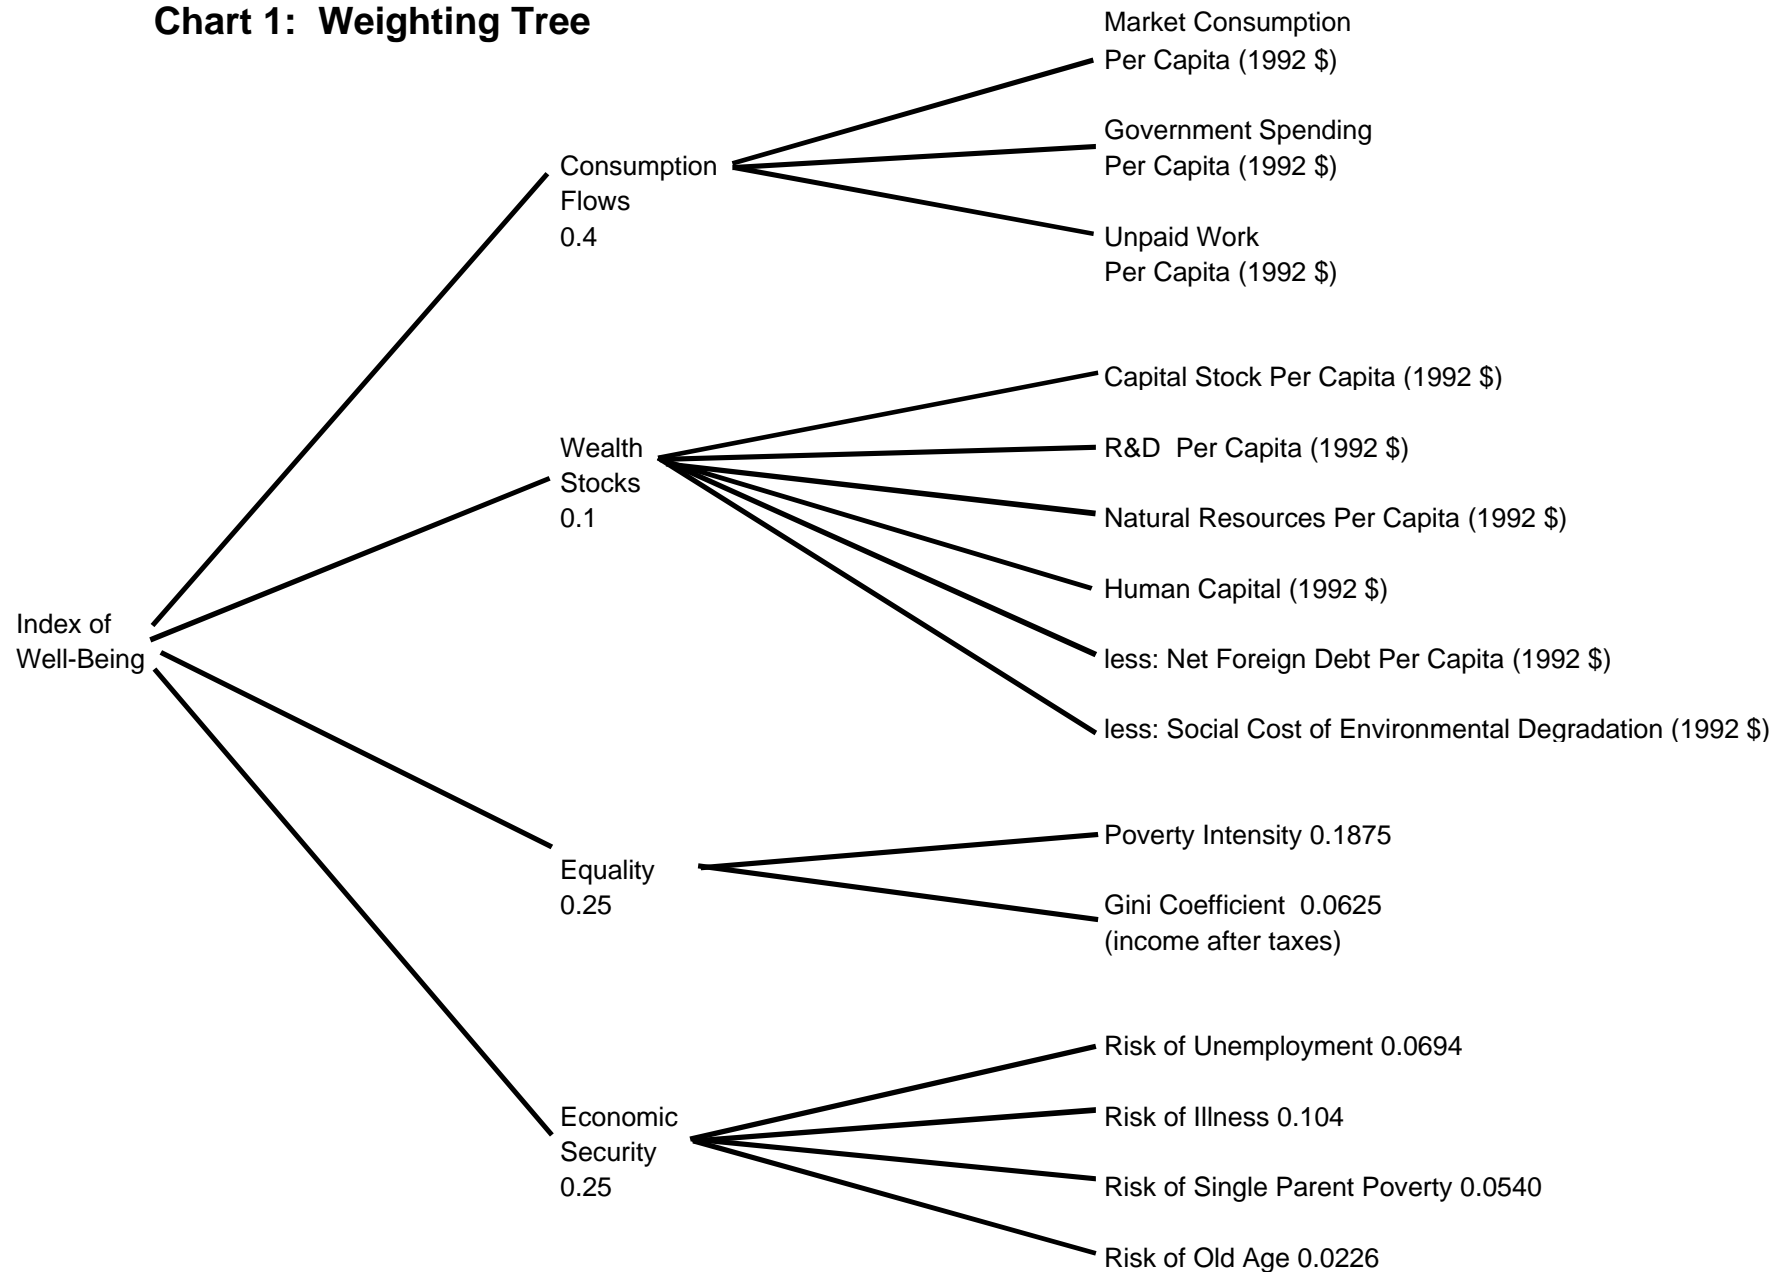 Chart 1: Weighting Tree
Market Consumption
Per Capita (1992 $)
Government Spending
Per Capita (1992 $)
Consumption
Flows
0.4
Unpaid Work
Per Capita (1992 $)
Capital Stock Per Capita (1992 $)
Wealth
Stocks
0.1
R&D Per Capita (1992 $)
Natural Resources Per Capita (1992 $)
Human Capital (1992 $)
Index of
Well-Being
less: Net Foreign Debt Per Capita (1992 $)
less: Social Cost of Environmental Degradation (1992 $)
Poverty Intensity 0.1875
Equality
0.25
Gini Coefficient 0.0625
(income after taxes)
Risk of Unemployment 0.0694
Economic
Security
0.25
Risk of Illness 0.104
Risk of Single Parent Poverty 0.0540
Risk of Old Age 0.0226